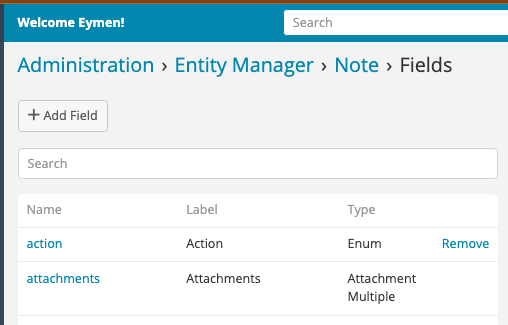 Welcome Eymen!
Search
Administration › Entity Manager › Note › Fields
+ Add Field
Search
Name Label Type
action Action Enum Remove
attachments Attachments Attachment
Multiple